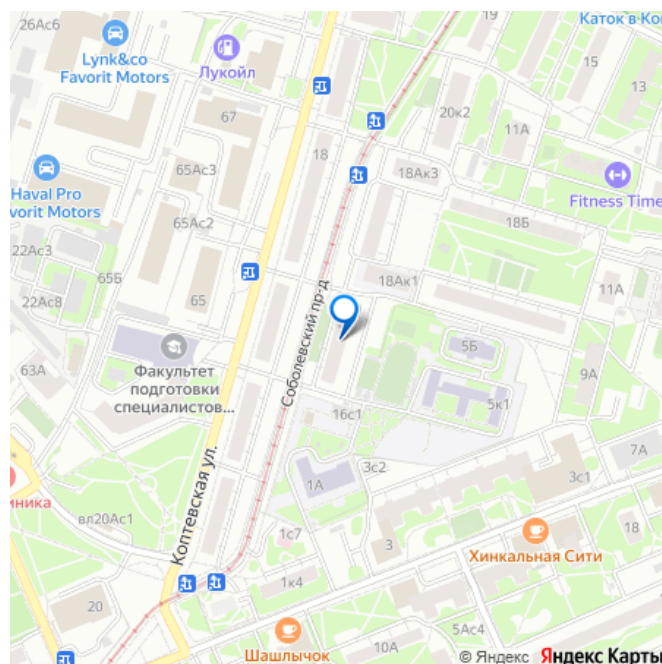 26Ас6
19
Каток в Ко
Lynk&co
Favorit Motors
Лукойл
15
13
67
20к2
11А
18
65Ас3
18Ак3
Fitness Time
Haval Pro
vorit Motors
65Ас2
18Б
22Ас3
65Б
18Ак1
11А
22Ас8
65
Соболевский пр-д
5Б
63А
Факультет
подготовки
специалистов...
9А
5к1
16с1
7А
Коптевская ул.
3с2
1А
3с1
иника
вл20Ас1
1с7
3
18
Хинкальная Сити
1к4
20
5Ас4
10А
Шашлычок
© Яндекс Яндекс Карты